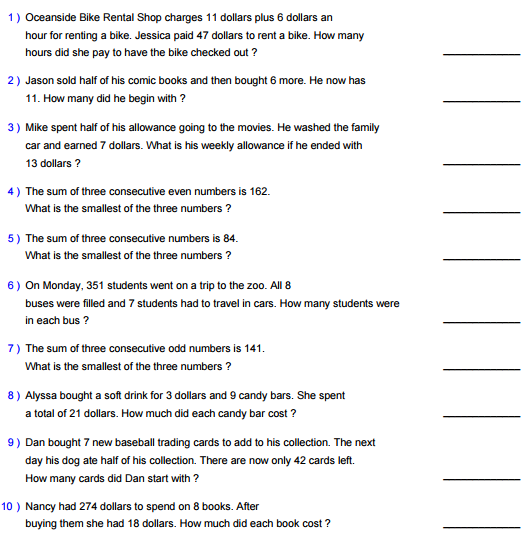 1 ) Oceanside Bike Rental Shop charges 11 dollars plus 6 dollars an
hour for renting a bike. Jessica paid 47 dollars to rent a bike. How many
hours did she pay to have the bike checked out ?
2 ) Jason sold half of his comic books and then bought 6 more. He now has
11. How many did he begin with ?
3 ) Mike spent half of his allowance going to the movies. He washed the family
car and earned 7 dollars. What is his weekly allowance if he ended with
13 dollars ?
4 ) The sum of three consecutive even numbers is 162.
What is the smallest of the three numbers ?
5 ) The sum of three consecutive numbers is 84.
What is the smallest of the three numbers ?
6 ) On Monday, 351 students went on a trip to the zoo. All 8
buses were filled and 7 students had to travel in cars. How many students were
in each bus ?
7 ) The sum of three consecutive odd numbers is 141.
What is the smallest of the three numbers ?
8 ) Alyssa bought a soft drink for 3 dollars and 9 candy bars. She spent
a total of 21 dollars. How much did each candy bar cost ?
9 ) Dan bought 7 new baseball trading cards to add to his collection. The next
day his dog ate half of his collection. There are now only 42 cards left.
How many cards did Dan start with ?
10 ) Nancy had 274 dollars to spend on 8 books. After
buying them she had 18 dollars. How much did each book cost ?